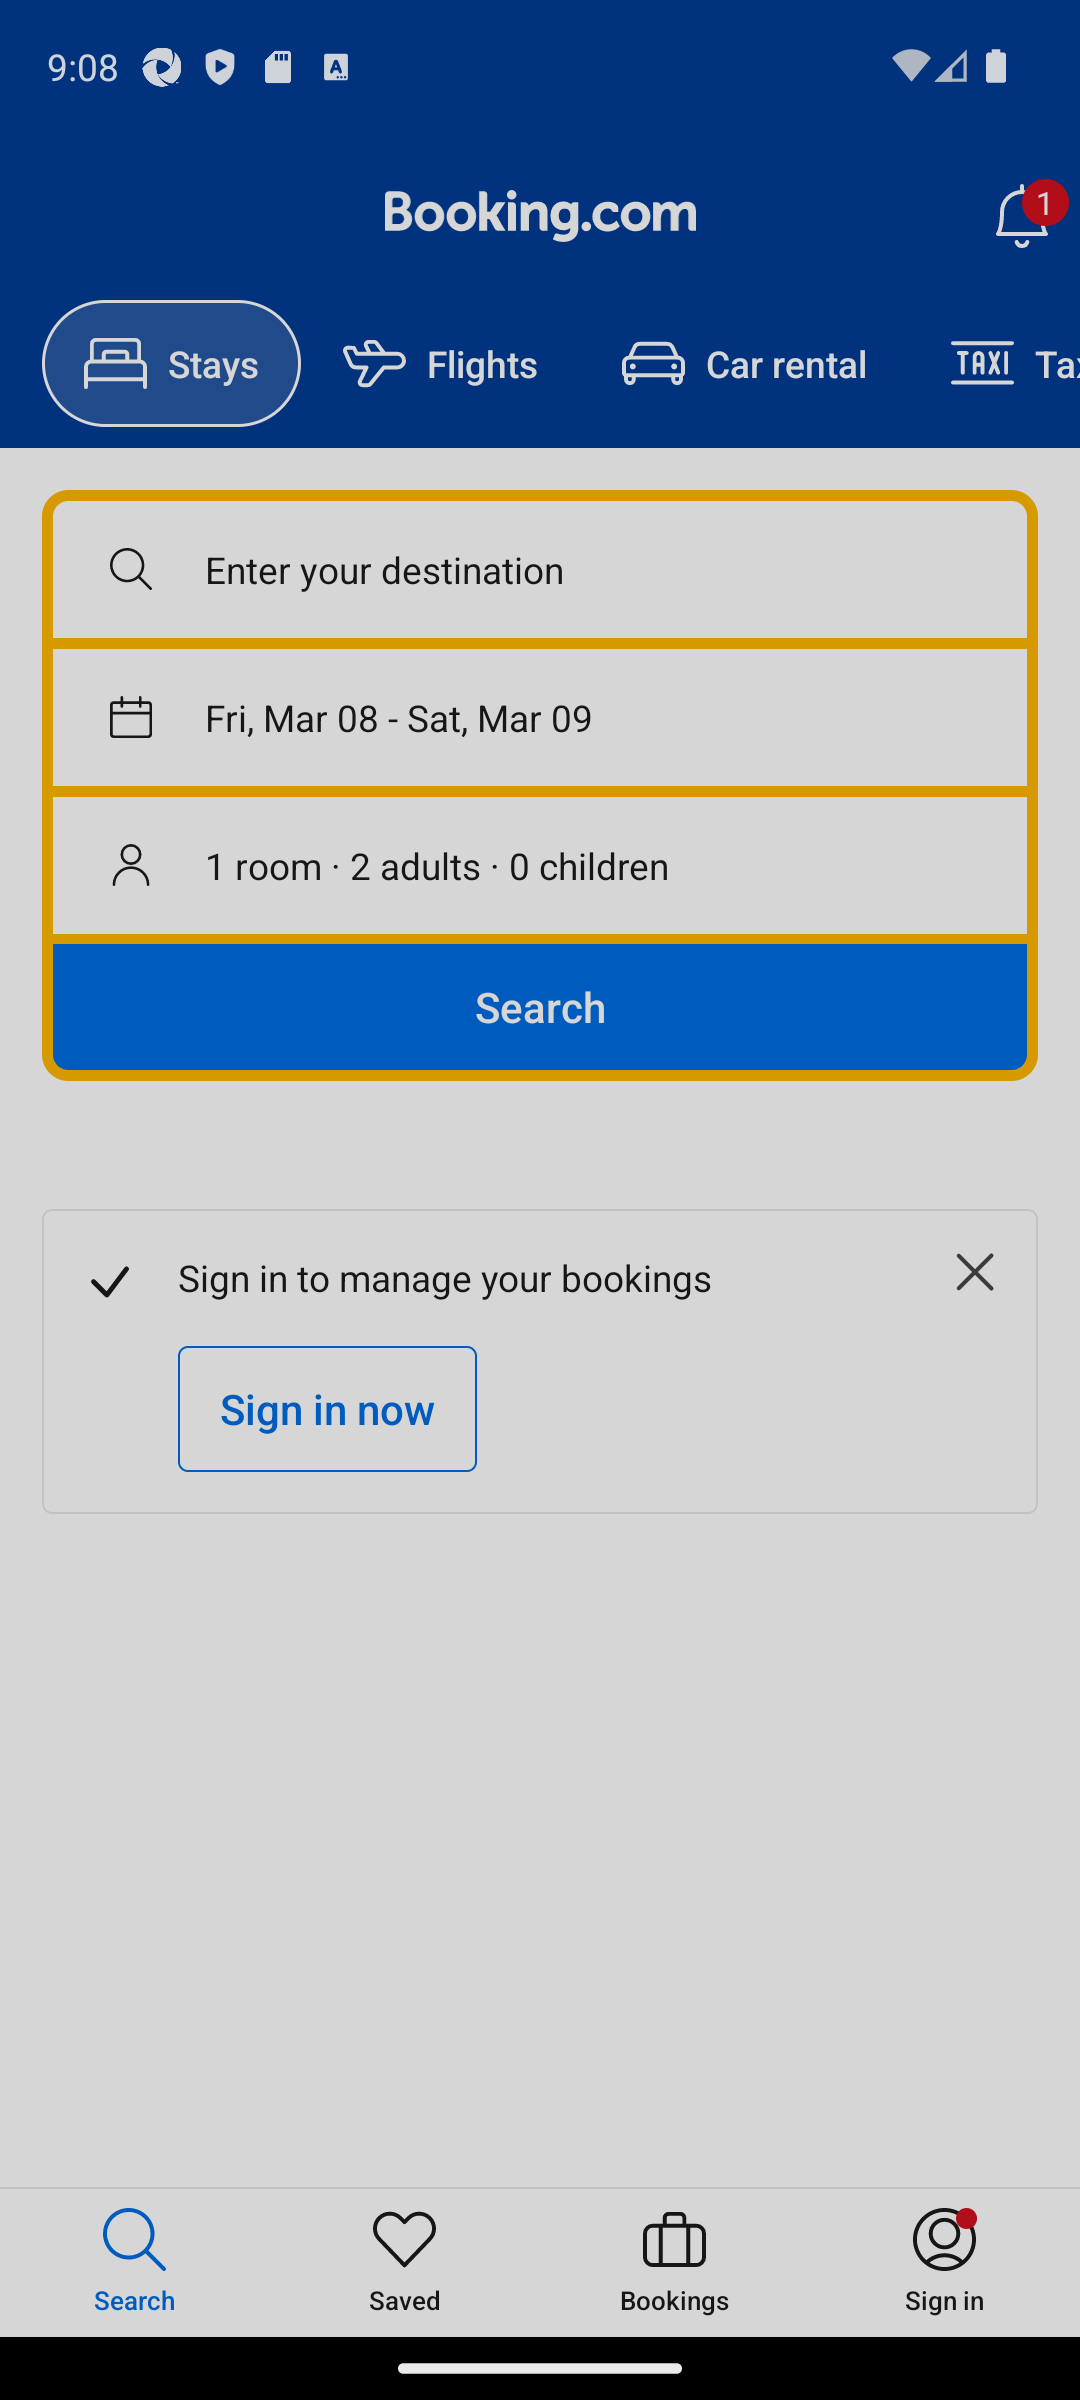 9:08
Booking.com
1
Stays
Flights
Car rental
TAXI
Tax
Enter your destination
Fri, Mar 08 - Sat, Mar 09
1 room · 2 adults · 0 children
Search
Sign in to manage your bookings
Sign in now
Search
Saved
Bookings
Sign in